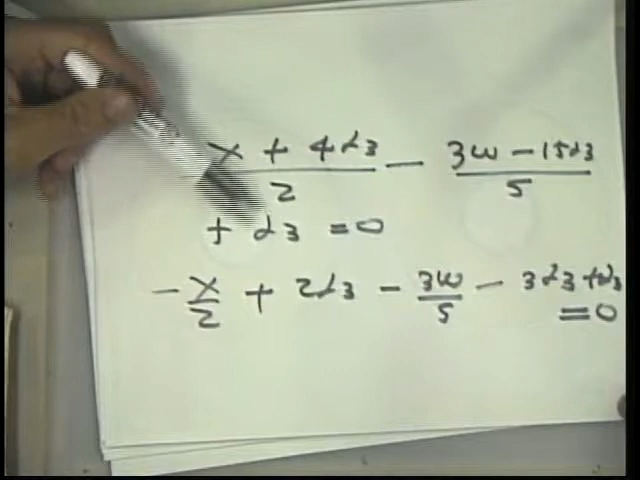 x + 4α3 / 2 - 3w - 15α3 / 5
+ α3 = 0
- x/2 + 2α3 - 3w/5 - 3α3 + α3
= 0